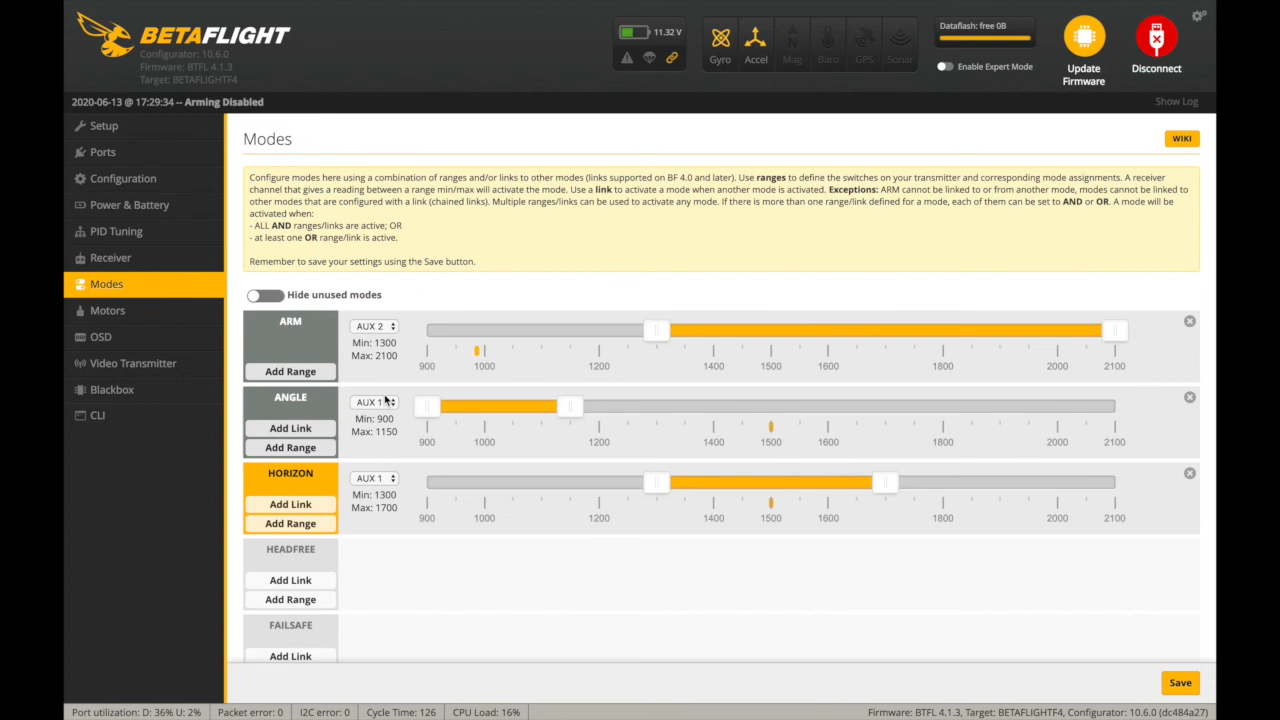 BETAFLIGHT
Configurator: 10.6.0
Firmware: BTFL 4.1.3
Target: BETAFLIGHTF4
11.32 V
Gyro
Accel
Mag
Baro
GPS
Sonar
Dataflash: free 0B
Enable Expert Mode
Update
Firmware
Disconnect
2020-06-13 @ 17:29:34 -- Arming Disabled
Show Log
Setup
Ports
Configuration
Power & Battery
PID Tuning
Receiver
Modes
Motors
OSD
Video Transmitter
Blackbox
CLI
Modes
WIKI
Configure modes here using a combination of ranges and/or links to other modes (links supported on BF 4.0 and later). Use ranges to define the switches on your transmitter and corresponding mode assignments. A receiver
channel that gives a reading between a range min/max will activate the mode. Use a link to activate a mode when another mode is activated. Exceptions: ARM cannot be linked to or from another mode, modes cannot be linked to
other modes that are configured with a link (chained links). Multiple ranges/links can be used to activate any mode. If there is more than one range/link defined for a mode, each of them can be set to AND or OR. A mode will be
activated when:
- ALL AND ranges/links are active; OR
- at least one OR range/link is active.
Remember to save your settings using the Save button.
Hide unused modes
ARM
Add Range
AUX 2
Min: 1300
Max: 2100
900 1000 1200 1400 1500 1600 1800 2000 2100
ANGLE
Add Link
Add Range
AUX 1
Min: 900
Max: 1150
900 1000 1200 1400 1500 1600 1800 2000 2100
HORIZON
Add Link
Add Range
AUX 1
Min: 1300
Max: 1700
900 1000 1200 1400 1500 1600 1800 2000 2100
HEADFREE
Add Link
Add Range
FAILSAFE
Add Link
Save
Port utilization: D: 36% U: 2%
Packet error: 0
I2C error: 0
Cycle Time: 126
CPU Load: 16%
Firmware: BTFL 4.1.3, Target: BETAFLIGHTF4, Configurator: 10.6.0 (dc484a27)